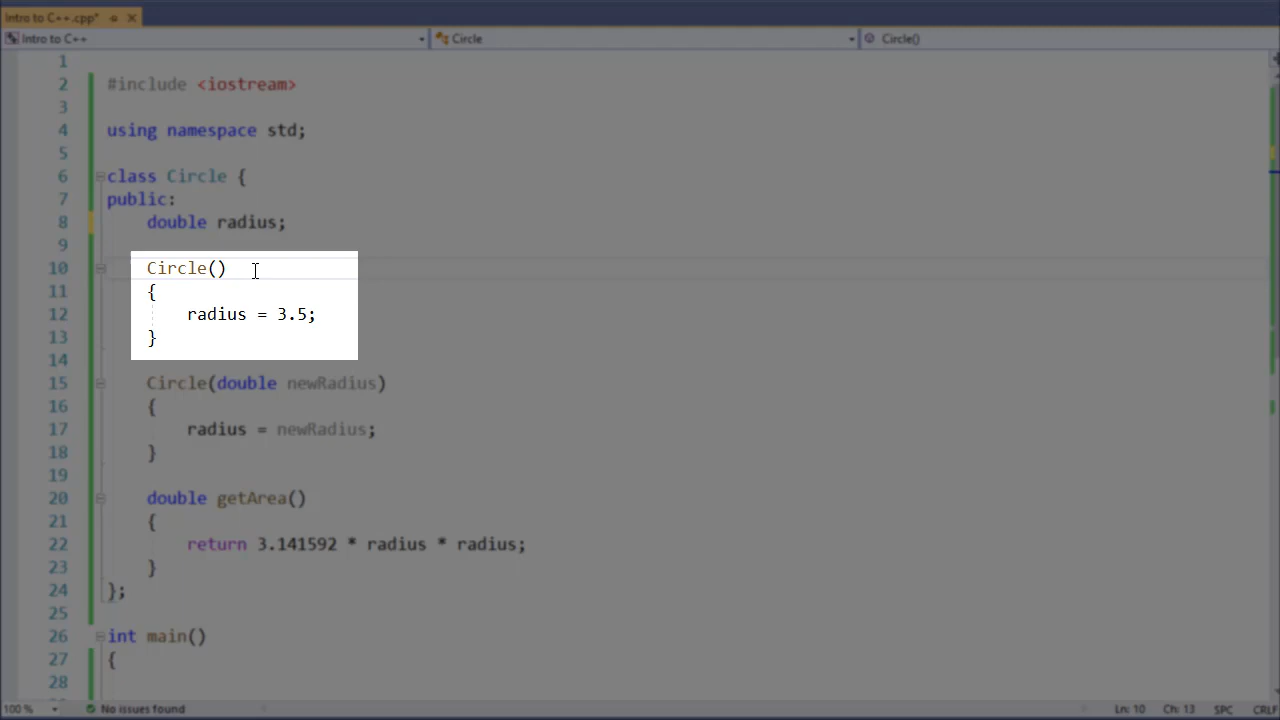 Intro to C++.cpp*
Intro to C++ Circle Circle()
1
2 #include <iostream>
3
4 using namespace std;
5
6 class Circle {
7 public:
8 double radius;
9
10 Circle()
11 {
12 radius = 3.5;
13 }
14
15 Circle(double newRadius)
16 {
17 radius = newRadius;
18 }
19
20 double getArea()
21 {
22 return 3.141592 * radius * radius;
23 }
24 };
25
26 int main()
27 {
28
100 % No issues found Ln: 10 Ch: 13 SPC CRLF